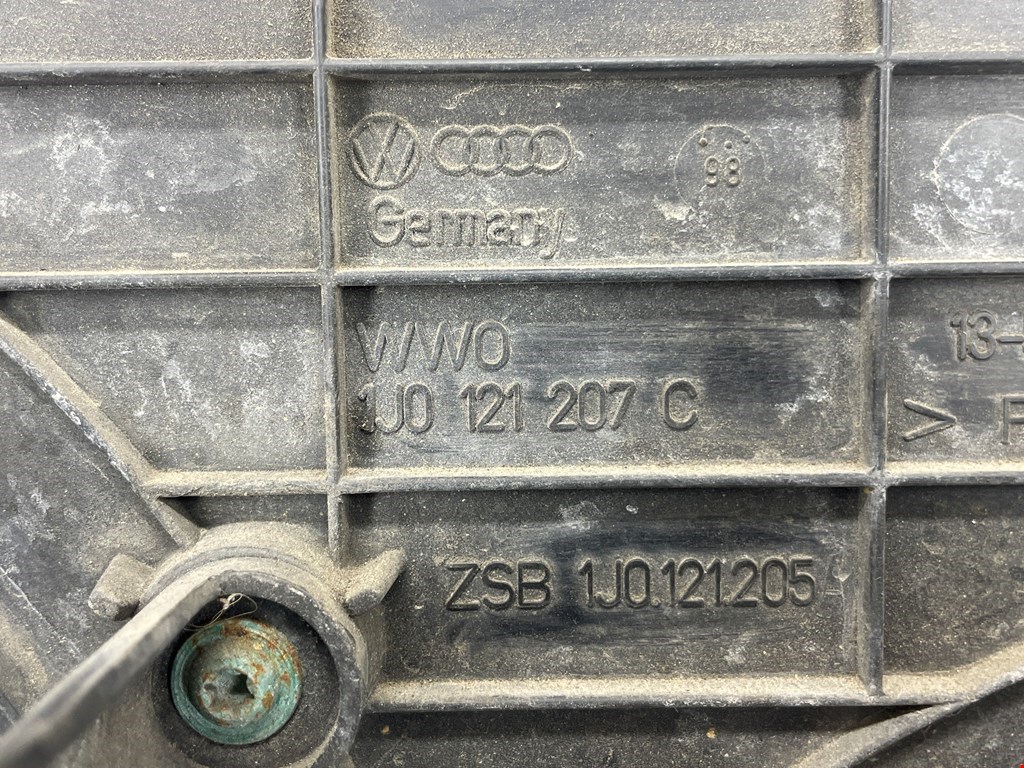 98
Germany
WWO
1J0 121 207 C
13-
> P
ZSB 1J0.121.205